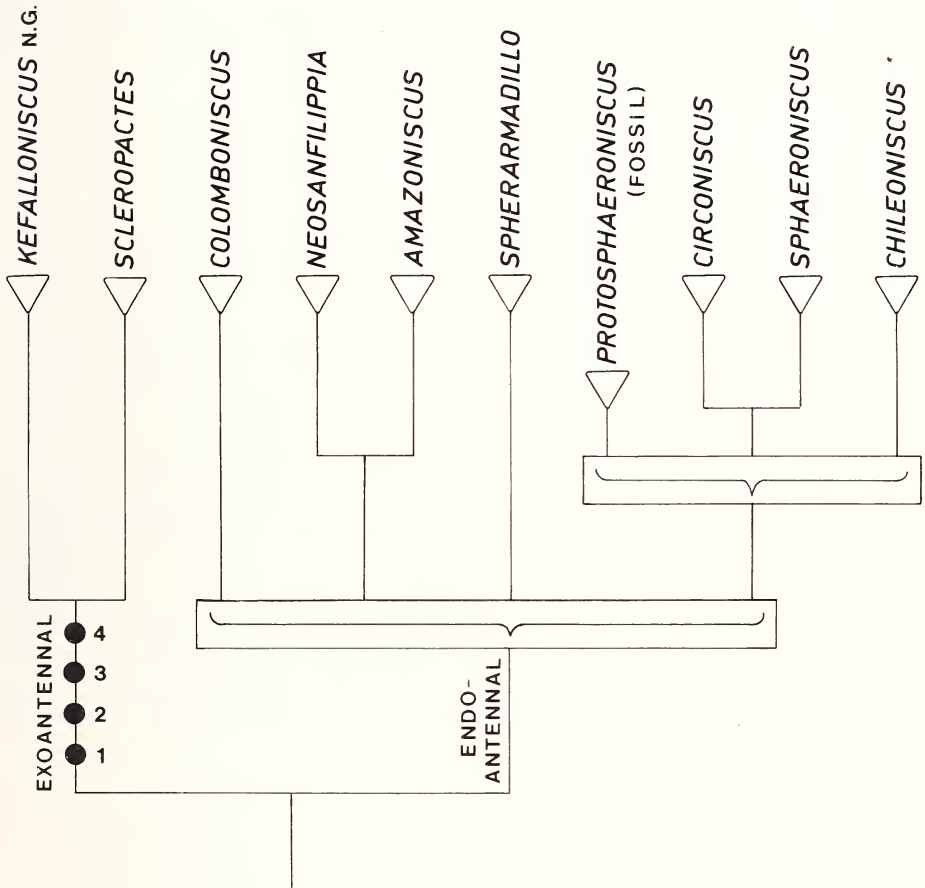 KEFALLONISCUS N.G.
SCLEROPACTES
COLOMBONISCUS
NEOSANFILIPPIA
AMAZONISCUS
SPHERARMADILLO
PROTOSPHAERONISCUS
(FOSSIL)
CIRCONISCUS
SPHAERONISCUS
CHILEONISCUS
EXOANTENNAL
4
3
2
1
ENDO-
ANTENNAL